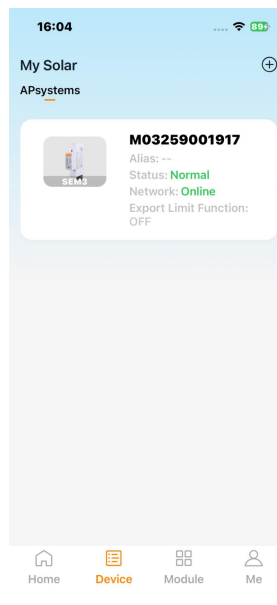 16:04
89
My Solar
APsystems
M03259001917
SEM3
Alias: --
Status: Normal
Network: Online
Export Limit Function:
OFF
Home
Device
Module
Me